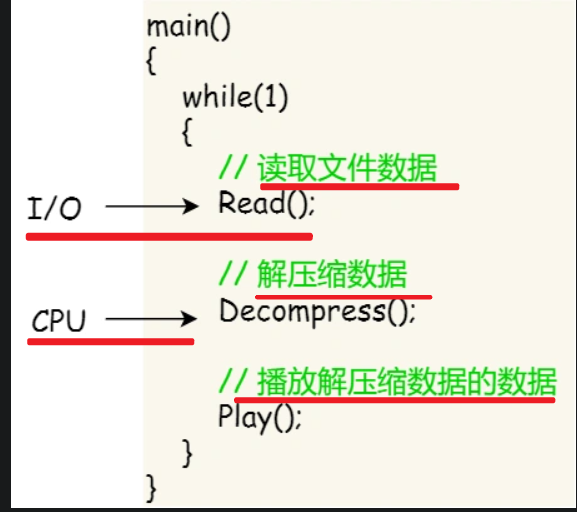 main()
{
while(1)
{
// 读取文件数据
I/O Read();
// 解压缩数据
CPU Decompress();
// 播放解压缩数据的数据
Play();
}
}